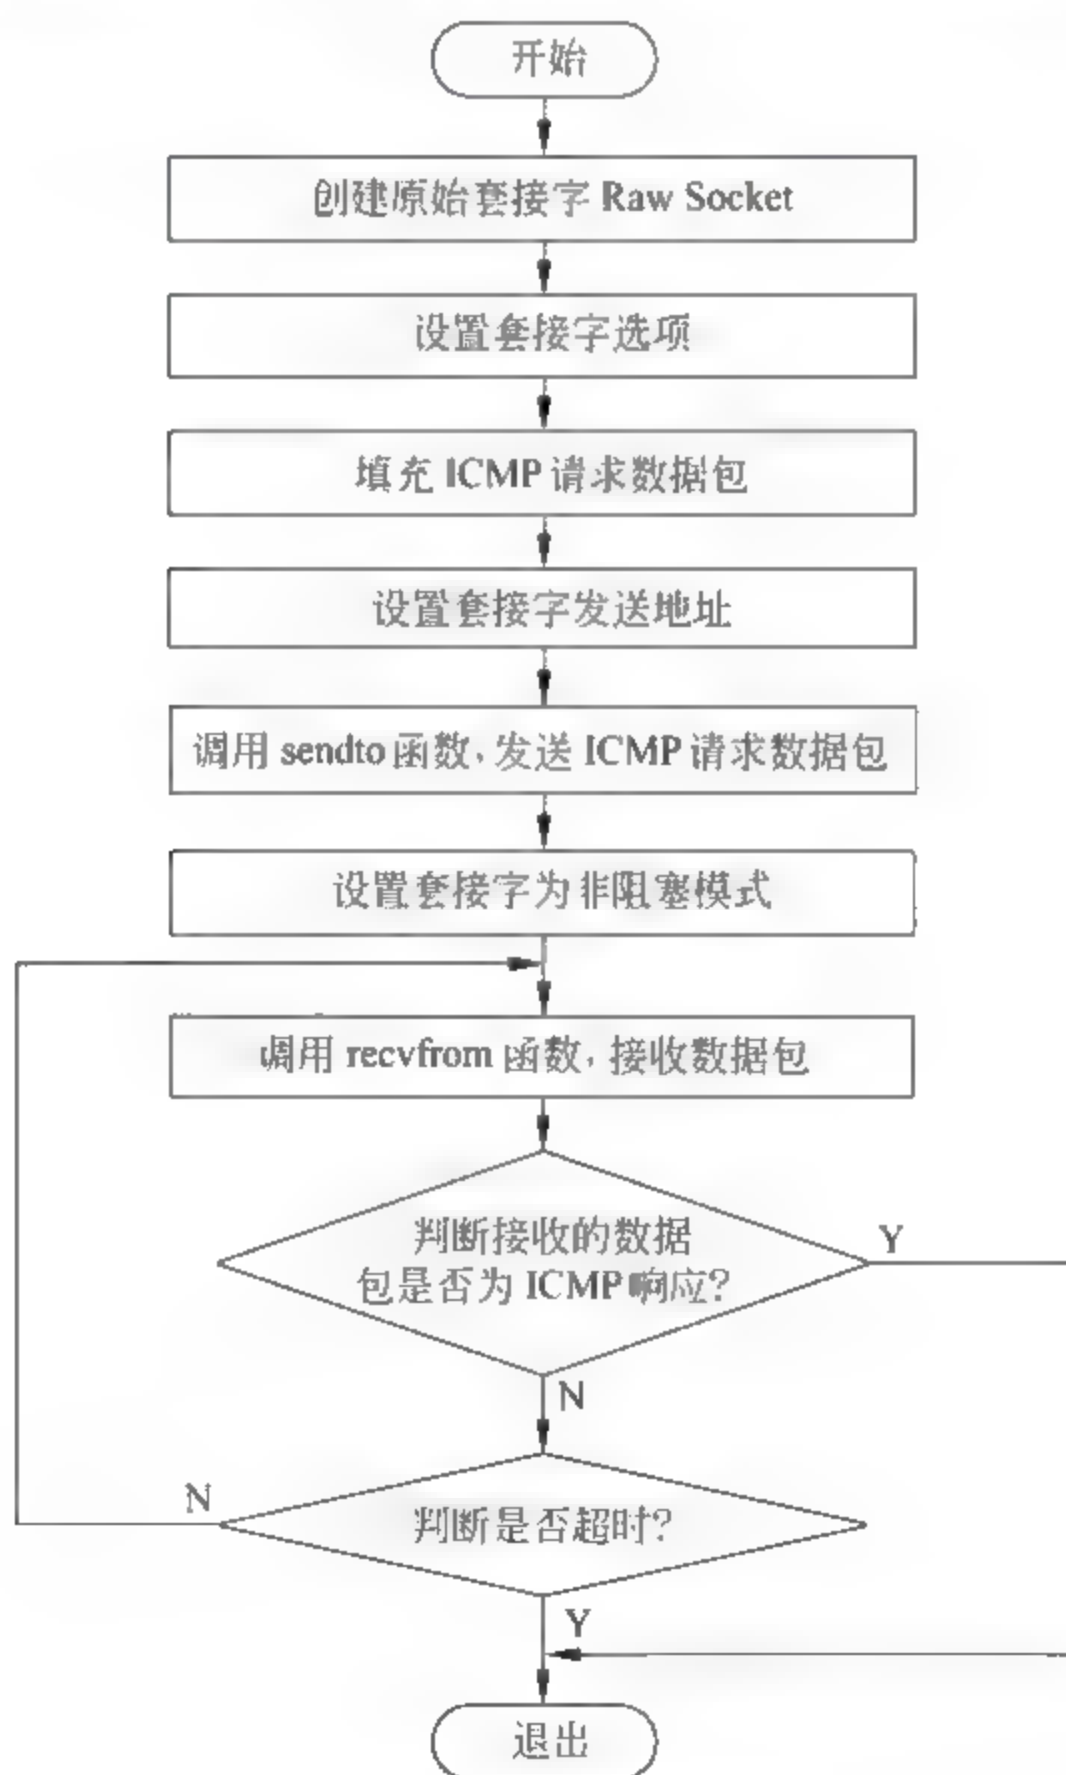 开始
创建原始套接字 Raw Socket
设置套接字选项
填充 ICMP 请求数据包
设置套接字发送地址
调用 sendto 函数,发送 ICMP 请求数据包
设置套接字为非阻塞模式
调用 recvfrom 函数,接收数据包
判断接收的数据
包是否为 ICMP 响应?
Y
N
判断是否超时?
N
Y
退出